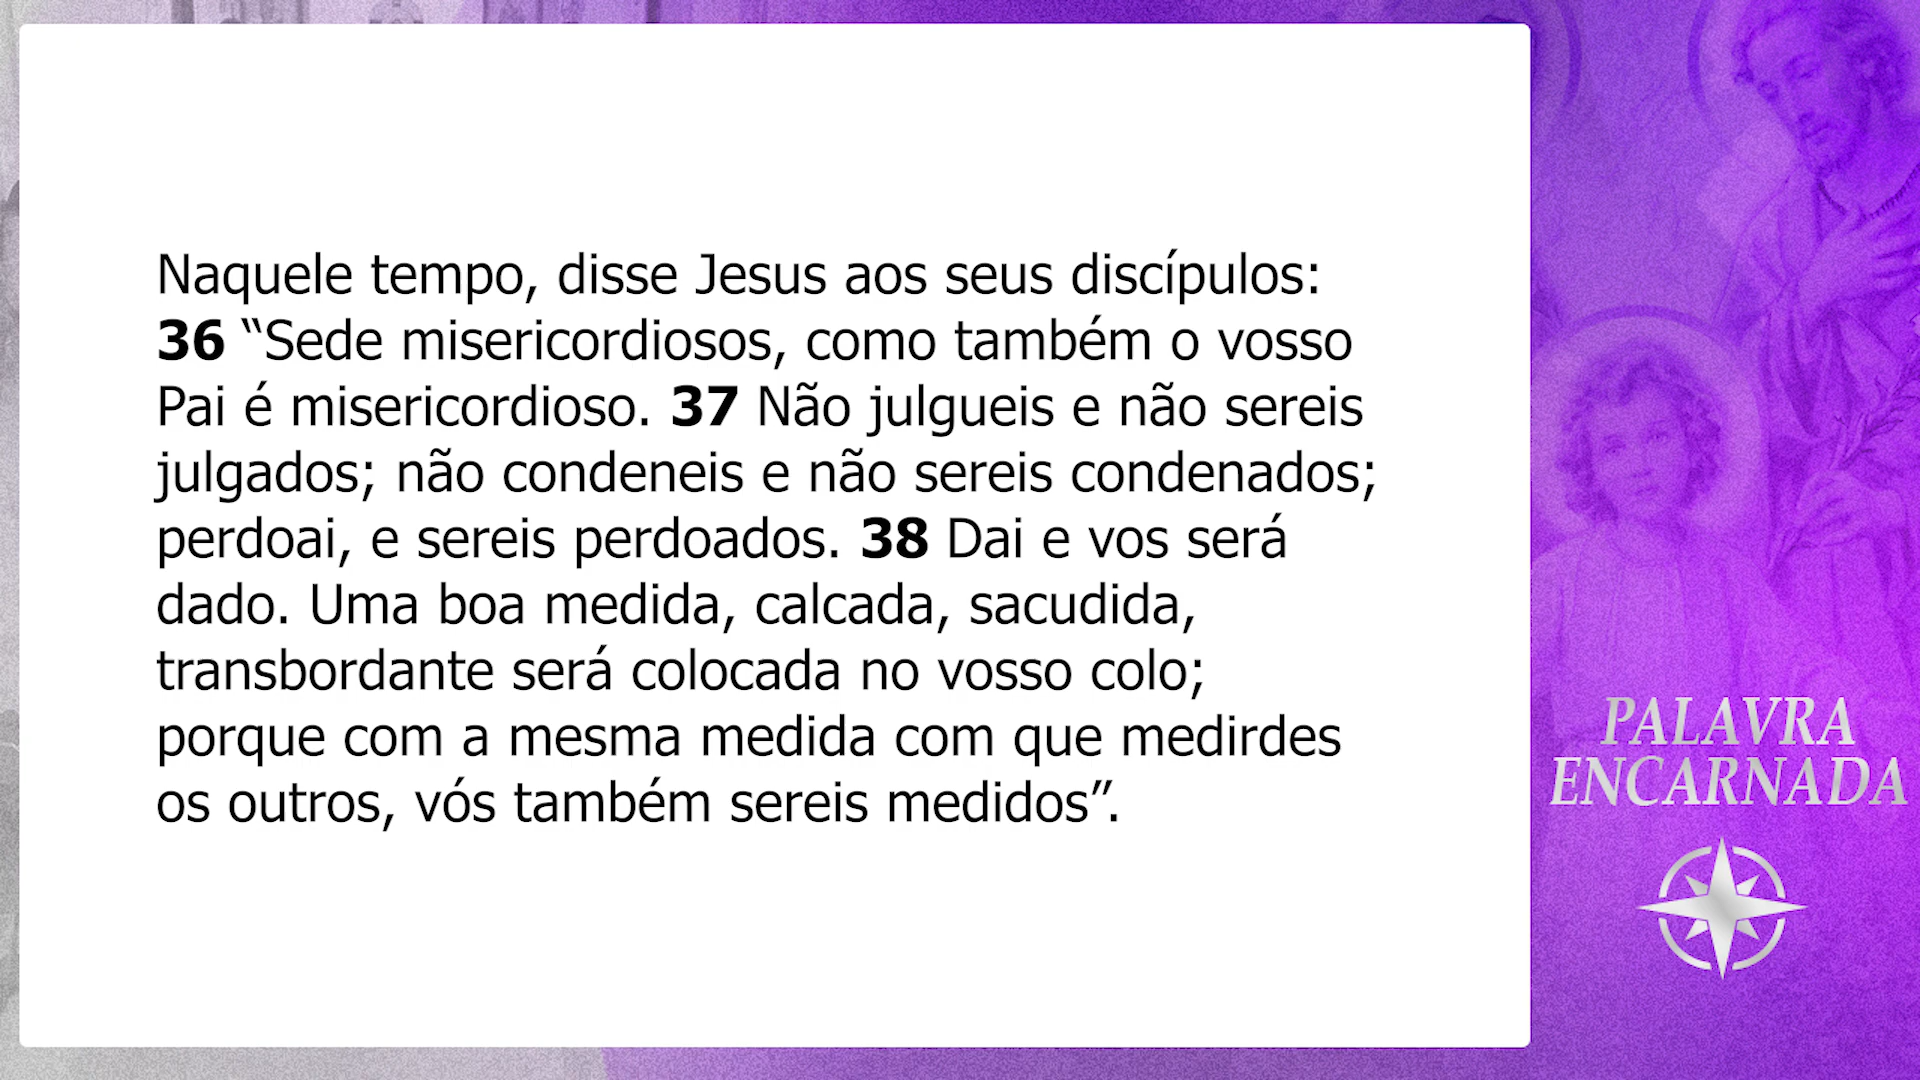 Naquele tempo, disse Jesus aos seus discípulos:
36 “Sede misericordiosos, como também o vosso
Pai é misericordioso. 37 Não julgueis e não sereis
julgados; não condeneis e não sereis condenados;
perdoai, e sereis perdoados. 38 Dai e vos será
dado. Uma boa medida, calcada, sacudida,
transbordante será colocada no vosso colo;
porque com a mesma medida com que medirdes
os outros, vós também sereis medidos”.
PALAVRA
ENCARNADA